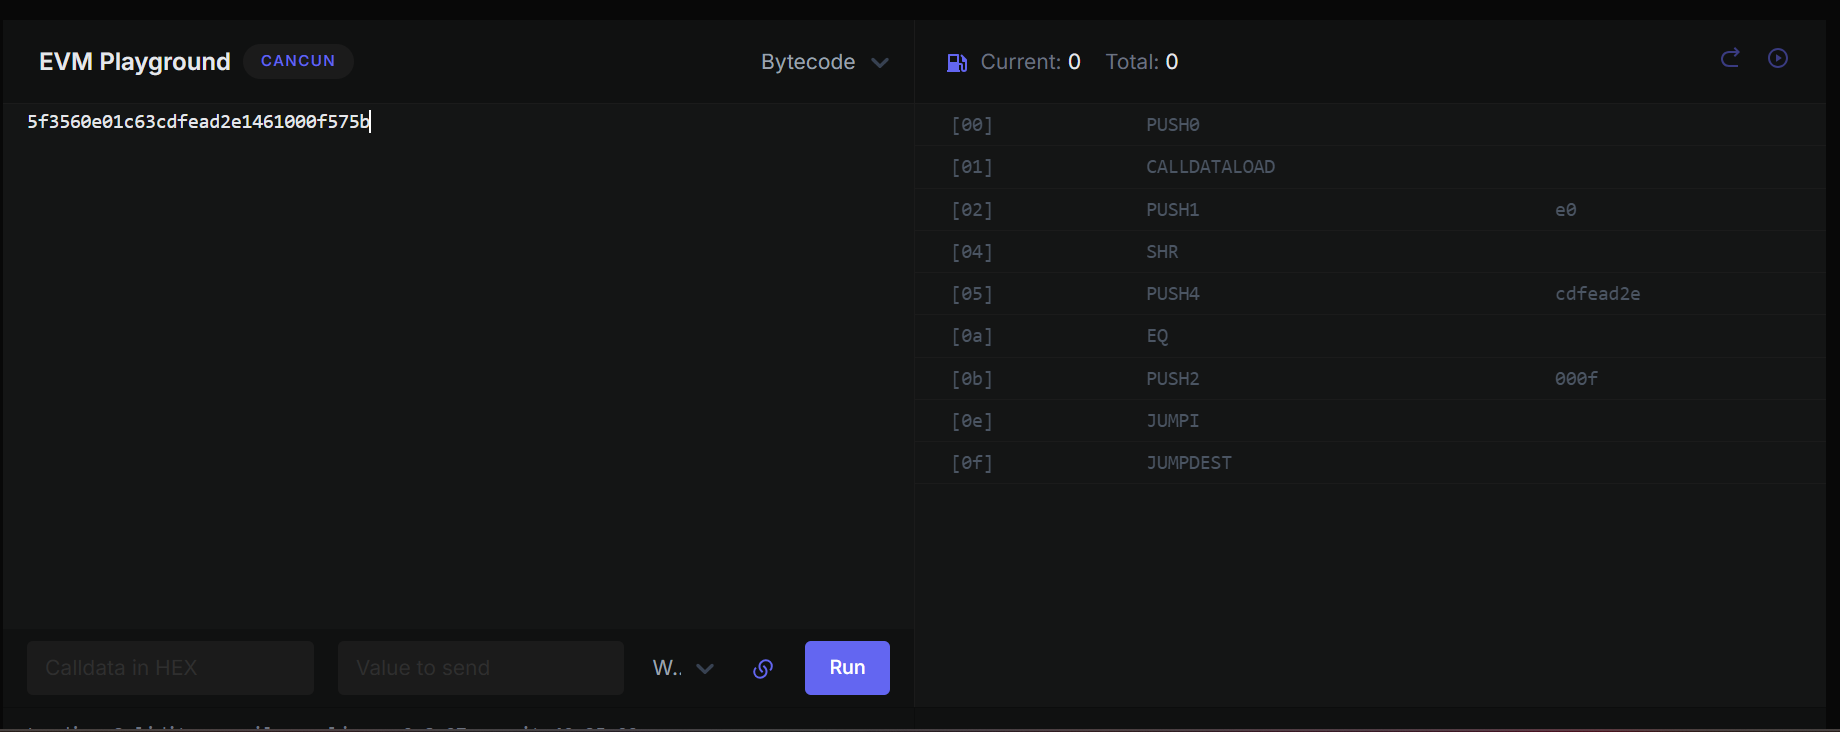 EVM Playground CANCUN Bytecode
5f3560e01c63cdfead2e1461000f575b
Calldata in HEX Value to send W.. Run
Current: 0 Total: 0
[00] PUSH0
[01] CALLDATALOAD
[02] PUSH1 e0
[04] SHR
[05] PUSH4 cdfead2e
[0a] EQ
[0b] PUSH2 000f
[0e] JUMPI
[0f] JUMPDEST